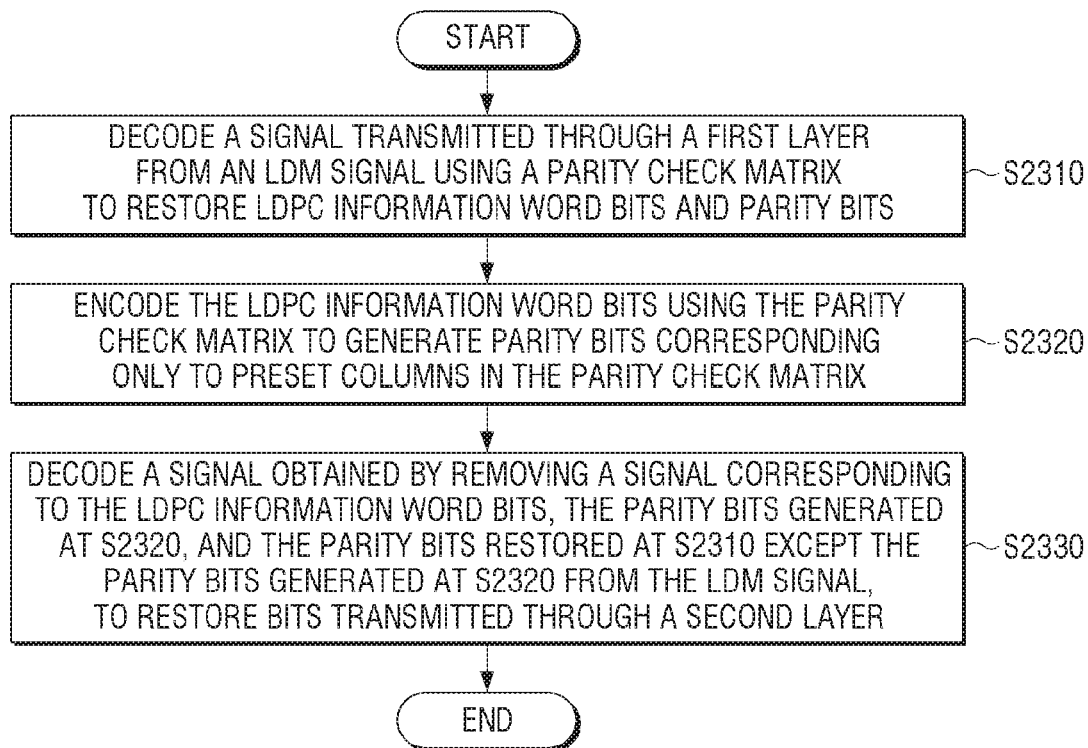 START
DECODE A SIGNAL TRANSMITTED THROUGH A FIRST LAYER
FROM AN LDM SIGNAL USING A PARITY CHECK MATRIX
TO RESTORE LDPC INFORMATION WORD BITS AND PARITY BITS
S2310
ENCODE THE LDPC INFORMATION WORD BITS USING THE PARITY
CHECK MATRIX TO GENERATE PARITY BITS CORRESPONDING
ONLY TO PRESET COLUMNS IN THE PARITY CHECK MATRIX
S2320
DECODE A SIGNAL OBTAINED BY REMOVING A SIGNAL CORRESPONDING
TO THE LDPC INFORMATION WORD BITS, THE PARITY BITS GENERATED
AT S2320, AND THE PARITY BITS RESTORED AT S2310 EXCEPT THE
PARITY BITS GENERATED AT S2320 FROM THE LDM SIGNAL,
TO RESTORE BITS TRANSMITTED THROUGH A SECOND LAYER
S2330
END